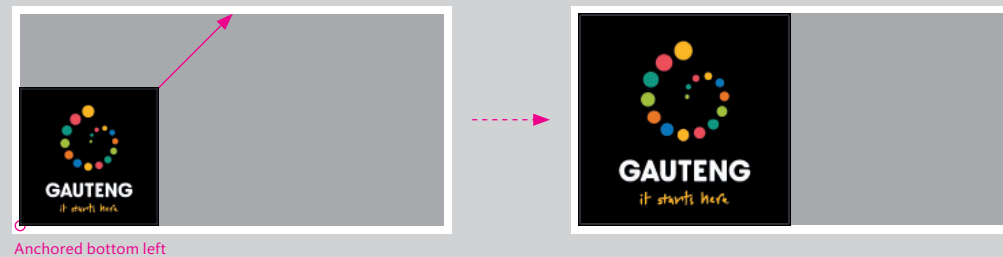 GAUTENG
it starts here
Anchored bottom left
GAUTENG
it starts here